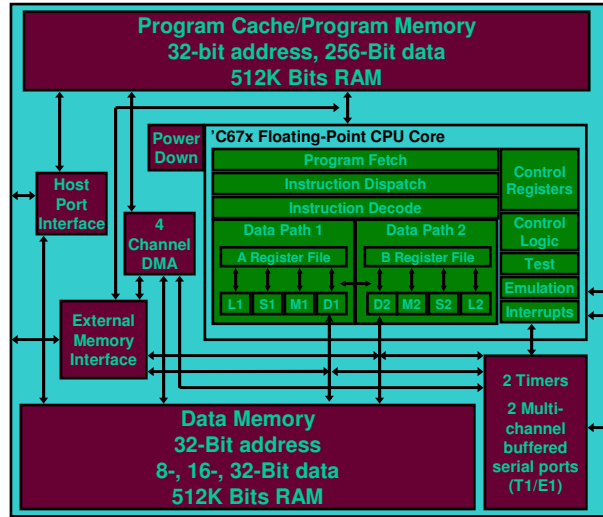 Program Cache/Program Memory
32-bit address, 256-Bit data
512K Bits RAM
Power
Down
'C67x Floating-Point CPU Core
Program Fetch
Instruction Dispatch
Instruction Decode
Control
Registers
Host
Port
Interface
4
Channel
DMA
Data Path 1
Data Path 2
A Register File
B Register File
L1
S1
M1
D1
D2
M2
S2
L2
Control
Logic
Test
Emulation
Interrupts
External
Memory
Interface
2 Timers
2 Multi-
channel
buffered
serial ports
(T1/E1)
Data Memory
32-Bit address
8-, 16-, 32-Bit data
512K Bits RAM